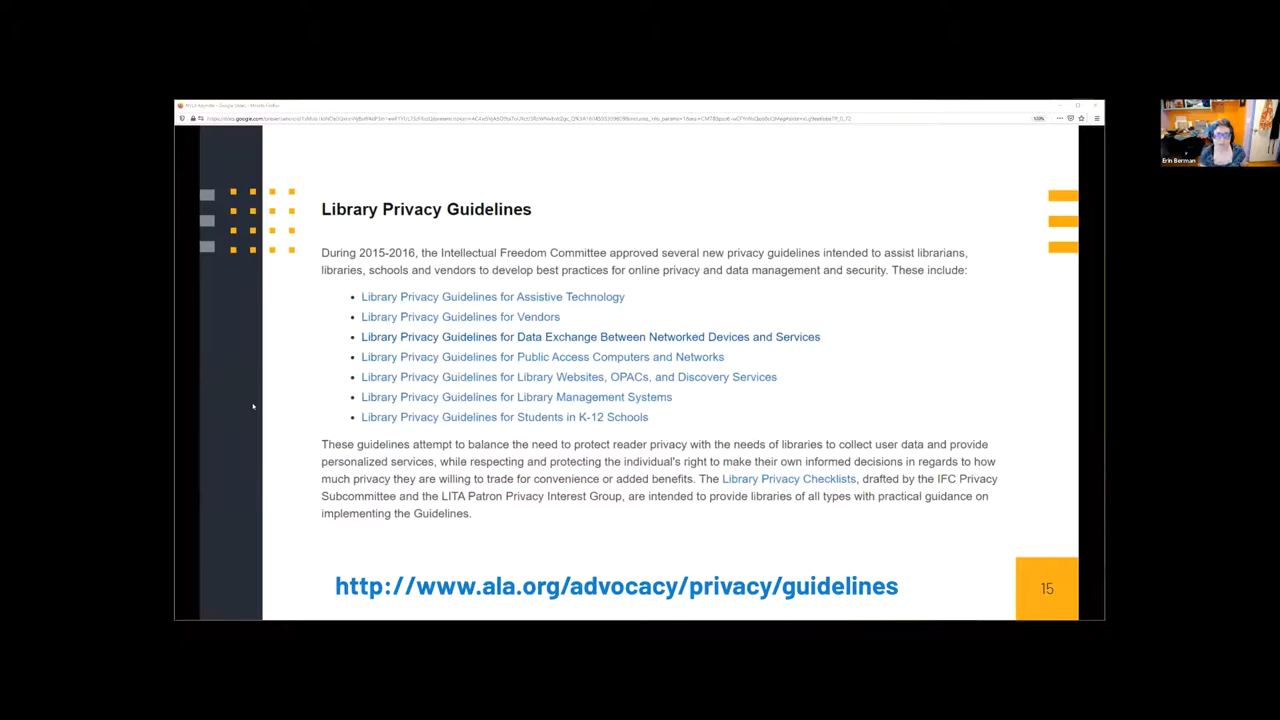 Library Privacy Guidelines
During 2015-2016, the Intellectual Freedom Committee approved several new privacy guidelines intended to assist librarians,
libraries, schools and vendors to develop best practices for online privacy and data management and security. These include:
• Library Privacy Guidelines for Assistive Technology
• Library Privacy Guidelines for Vendors
• Library Privacy Guidelines for Data Exchange Between Networked Devices and Services
• Library Privacy Guidelines for Public Access Computers and Networks
• Library Privacy Guidelines for Library Websites, OPACs, and Discovery Services
• Library Privacy Guidelines for Library Management Systems
• Library Privacy Guidelines for Students in K-12 Schools
These guidelines attempt to balance the need to protect reader privacy with the needs of libraries to collect user data and provide
personalized services, while respecting and protecting the individual's right to make their own informed decisions in regards to how
much privacy they are willing to trade for convenience or added benefits. The Library Privacy Checklists, drafted by the IFC Privacy
Subcommittee and the LITA Patron Privacy Interest Group, are intended to provide libraries of all types with practical guidance on
implementing the Guidelines.
http://www.ala.org/advocacy/privacy/guidelines
15
Erin Berman